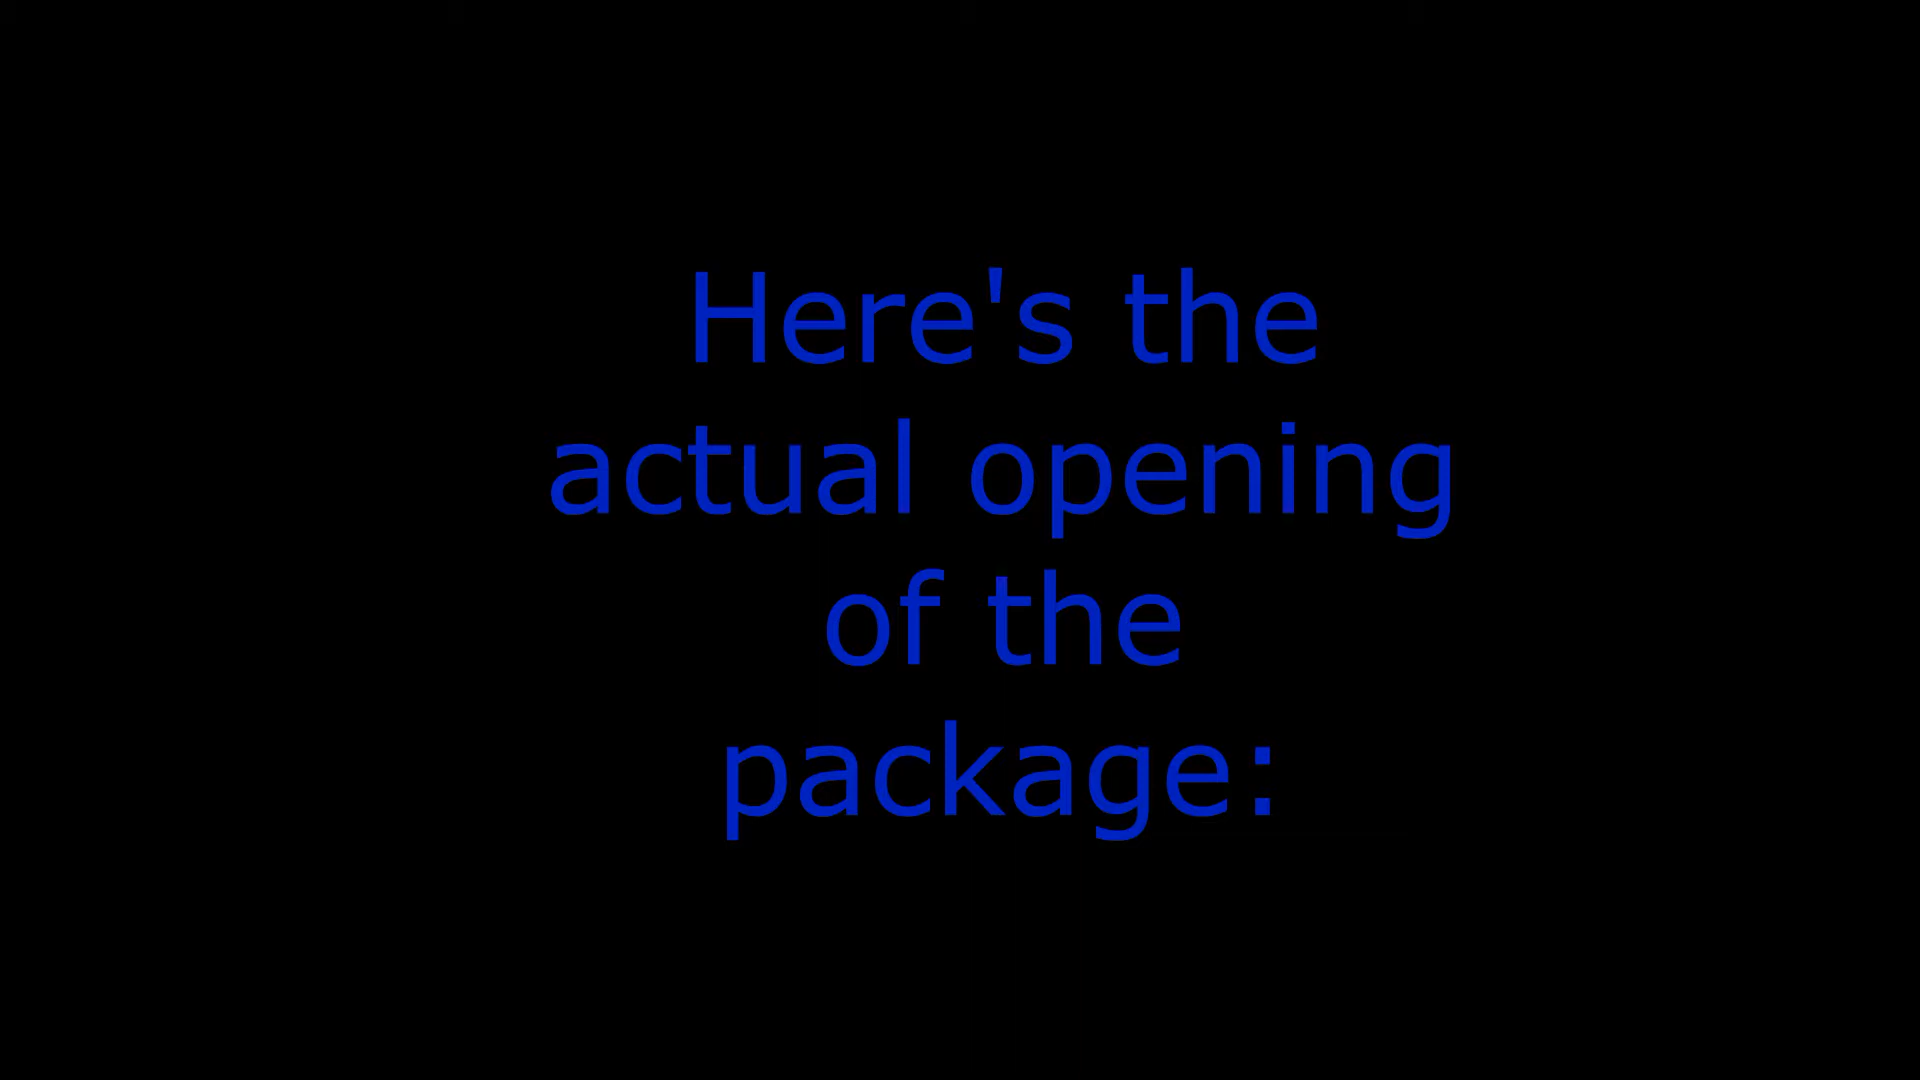 Here's the
actual opening
of the
package: